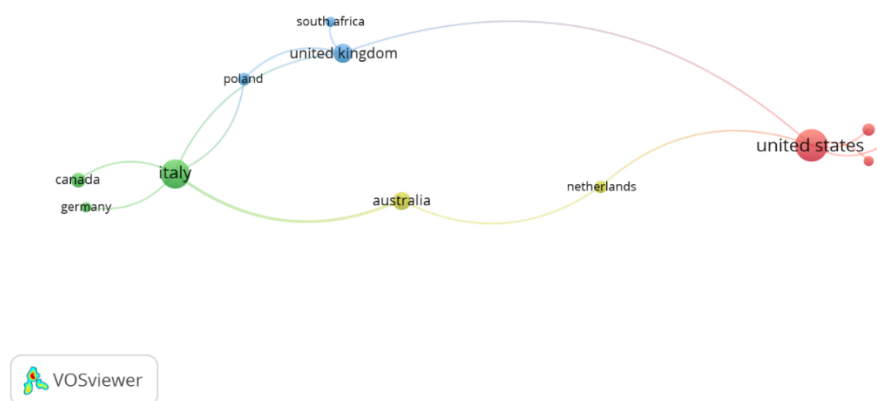 south africa
united kingdom
poland
united states
italy
canada
netherlands
australia
germany
VOSviewer